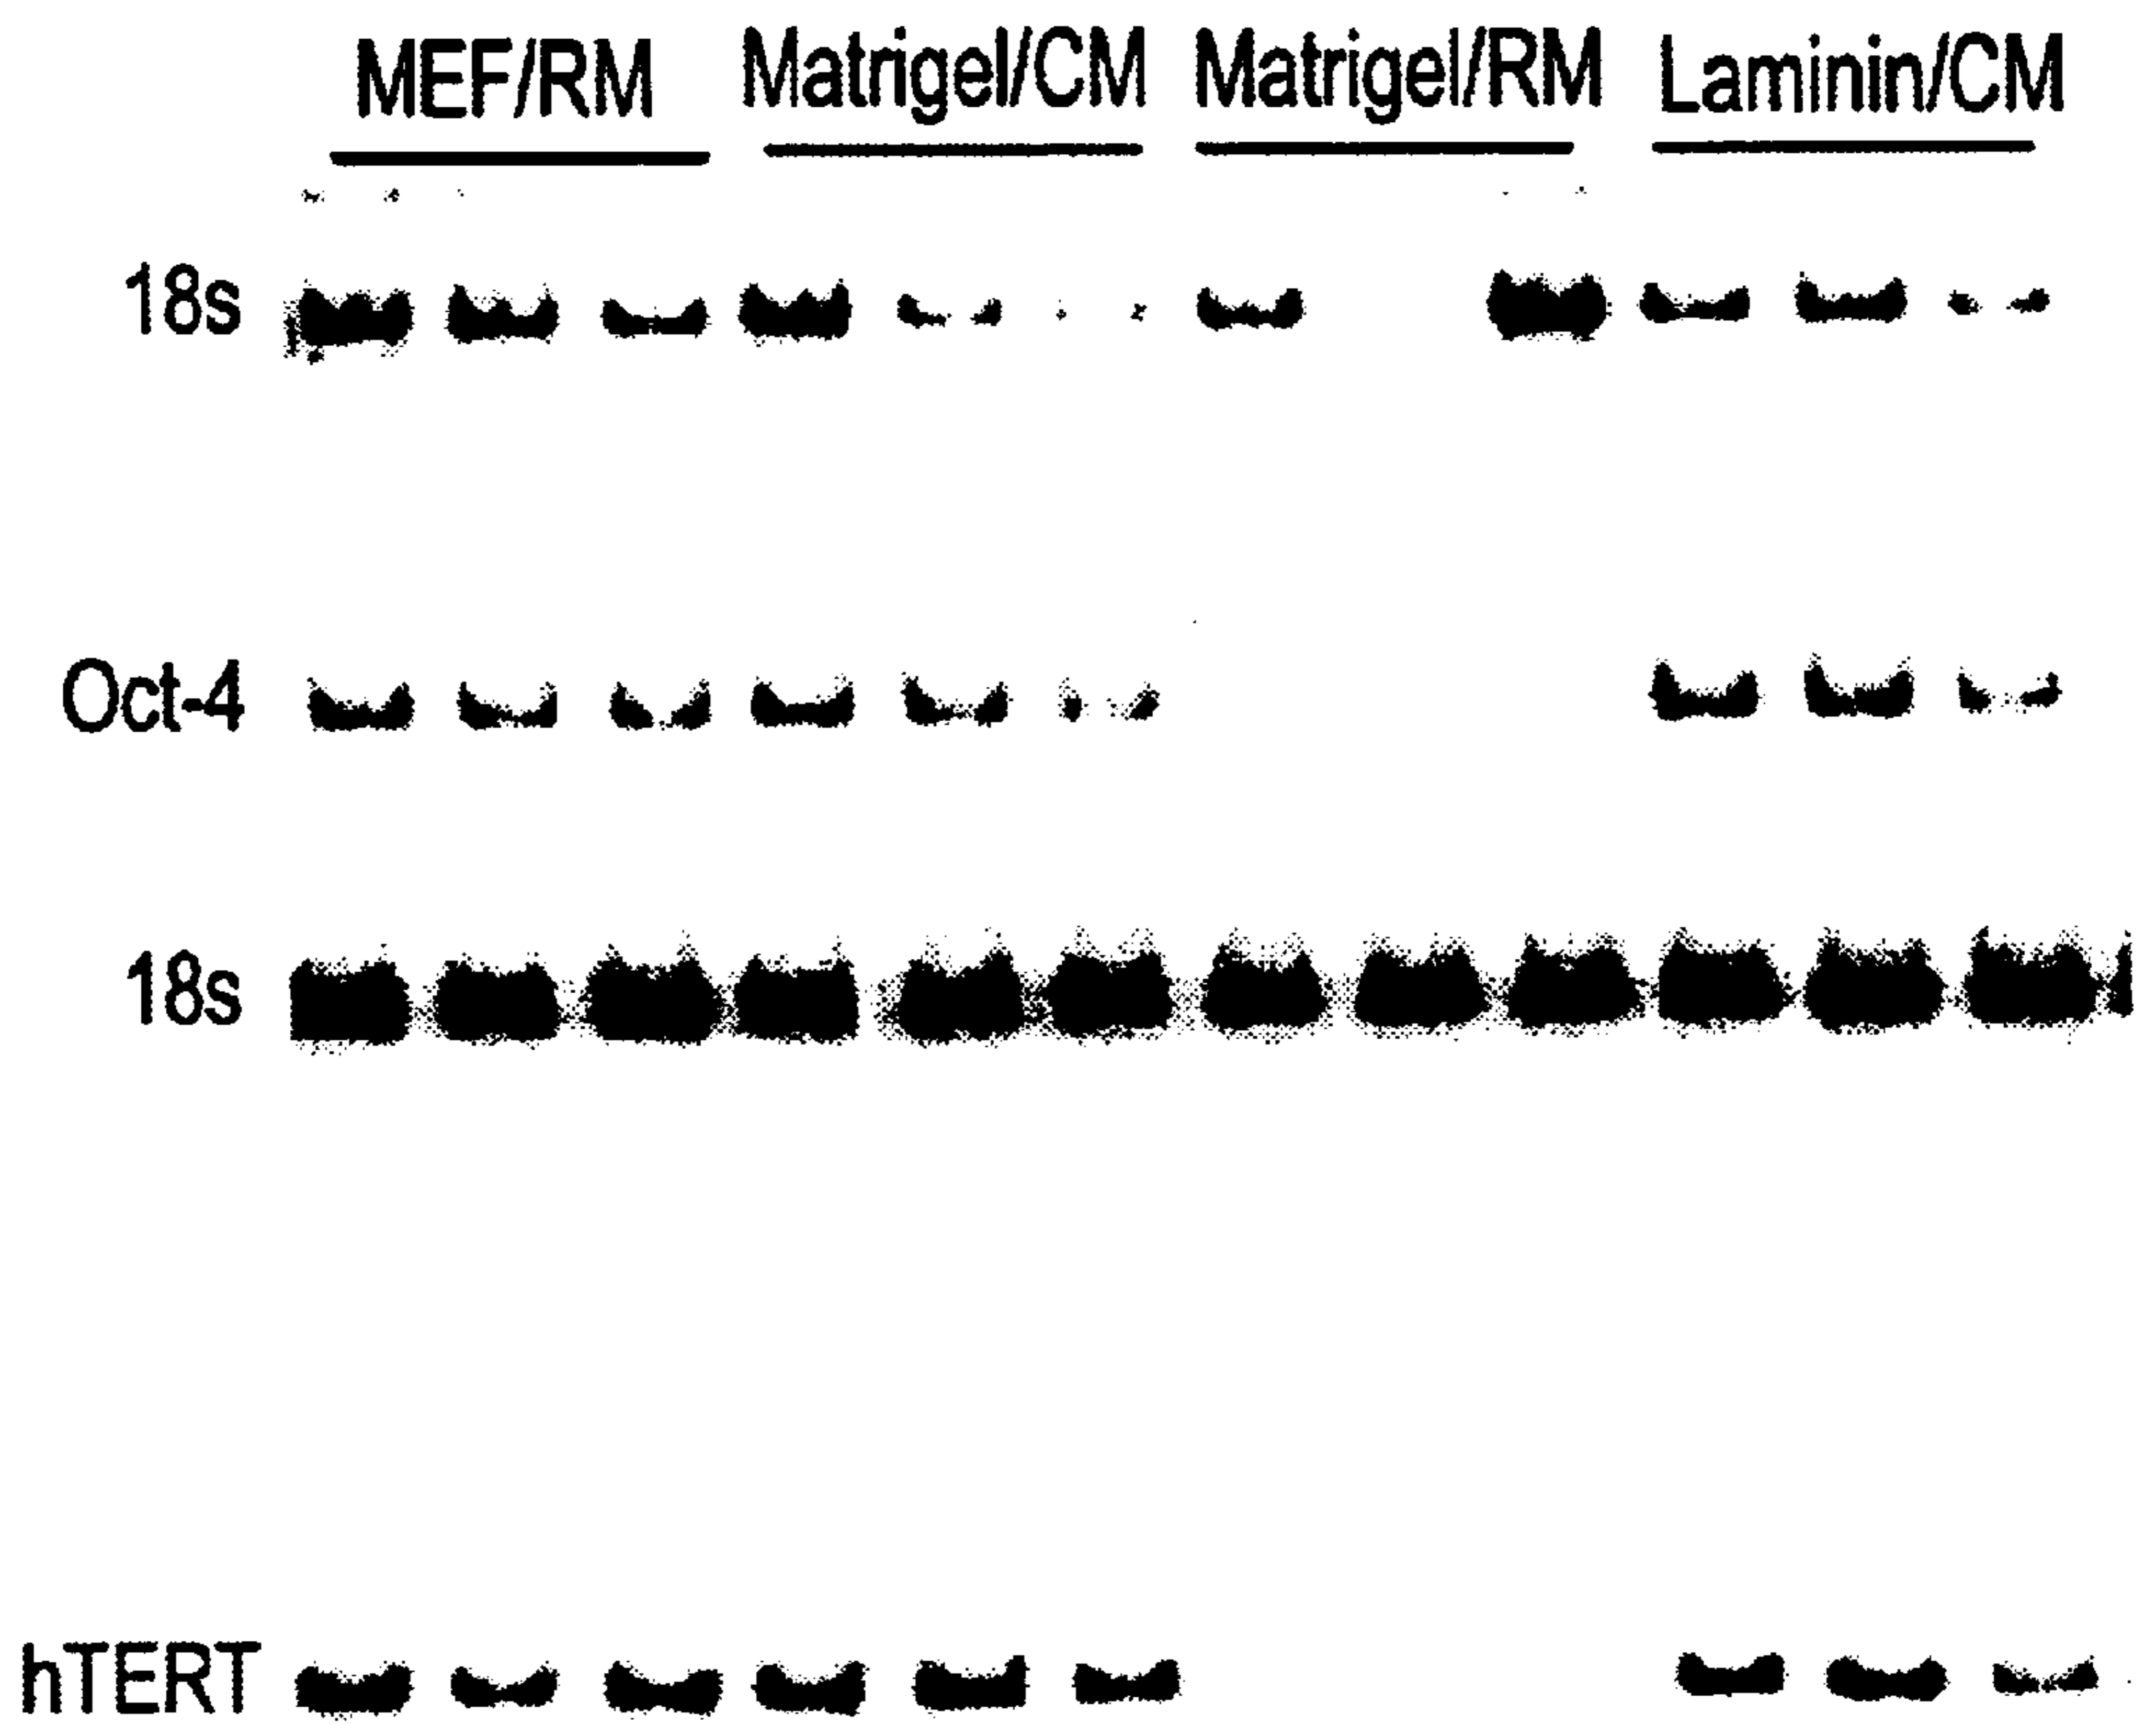 MEF/RM Matrigel/CM Matrigel/RM Laminin/CM
18s
Oct-4
18s
hTERT